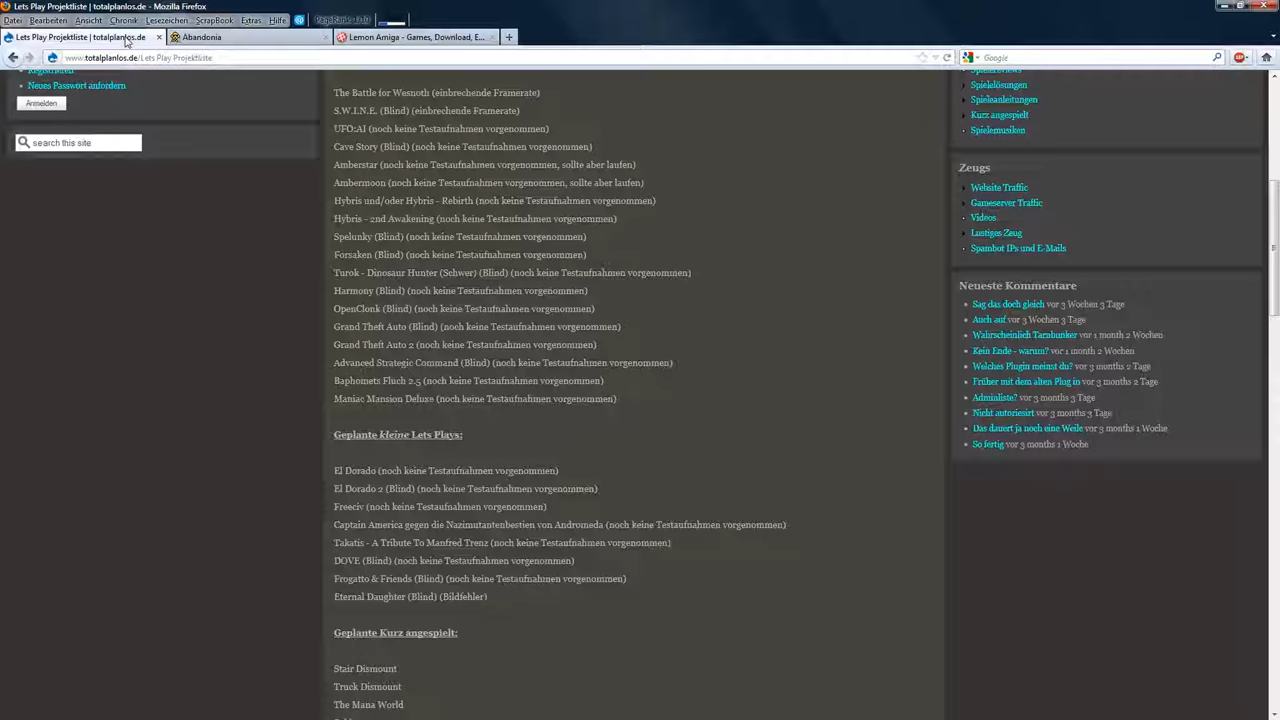 Lets Play Projektliste | totalplanlos.de - Mozilla Firefox
Datei Bearbeiten Ansicht Chronik Lesezeichen ScrapBook Extras Hilfe
Lets Play Projektliste | totalplanlos.de
Abandonia
Lemon Amiga - Games, Download, E...
www.totalplanlos.de/Lets Play Projektliste
Google
Registrieren
Neues Passwort anfordern
Anmelden
search this site
The Battle for Wesnoth (einbrechende Framerate)
S.W.I.N.E. (Blind) (einbrechende Framerate)
UFO:AI (noch keine Testaufnahmen vorgenommen)
Cave Story (Blind) (noch keine Testaufnahmen vorgenommen)
Amberstar (noch keine Testaufnahmen vorgenommen, sollte aber laufen)
Ambermoon (noch keine Testaufnahmen vorgenommen, sollte aber laufen)
Hybris und/oder Hybris - Rebirth (noch keine Testaufnahmen vorgenommen)
Hybris - 2nd Awakening (noch keine Testaufnahmen vorgenommen)
Spelunky (Blind) (noch keine Testaufnahmen vorgenommen)
Forsaken (Blind) (noch keine Testaufnahmen vorgenommen)
Turok - Dinosaur Hunter (Schwer) (Blind) (noch keine Testaufnahmen vorgenommen)
Harmony (Blind) (noch keine Testaufnahmen vorgenommen)
OpenClonk (Blind) (noch keine Testaufnahmen vorgenommen)
Grand Theft Auto (Blind) (noch keine Testaufnahmen vorgenommen)
Grand Theft Auto 2 (noch keine Testaufnahmen vorgenommen)
Advanced Strategic Command (Blind) (noch keine Testaufnahmen vorgenommen)
Baphomets Fluch 2.5 (noch keine Testaufnahmen vorgenommen)
Maniac Mansion Deluxe (noch keine Testaufnahmen vorgenommen)
Geplante kleine Lets Plays:
El Dorado (noch keine Testaufnahmen vorgenommen)
El Dorado 2 (Blind) (noch keine Testaufnahmen vorgenommen)
Freeciv (noch keine Testaufnahmen vorgenommen)
Captain America gegen die Nazimutantenbestien von Andromeda (noch keine Testaufnahmen vorgenommen)
Takatis - A Tribute To Manfred Trenz (noch keine Testaufnahmen vorgenommen)
DOVE (Blind) (noch keine Testaufnahmen vorgenommen)
Frogatto & Friends (Blind) (noch keine Testaufnahmen vorgenommen)
Eternal Daughter (Blind) (Bildfehler)
Geplante Kurz angespielt:
Stair Dismount
Truck Dismount
The Mana World
Spielereviews
Spielelösungen
Spieleanleitungen
Kurz angespielt
Spielemusiken
Zeugs
Website Traffic
Gameserver Traffic
Videos
Lustiges Zeug
Spambot IPs und E-Mails
Neueste Kommentare
Sag das doch gleich vor 3 Wochen 3 Tage
Auch auf vor 3 Wochen 3 Tage
Wahrscheinlich Tarabunker vor 1 month 2 Wochen
Kein Ende - warum? vor 1 month 2 Wochen
Welches Plugin meinst du? vor 3 months 2 Tage
Früher mit dem alten Plug in vor 3 months 2 Tage
Adminliste? vor 3 months 3 Tage
Nicht autoriesirt vor 3 months 3 Tage
Das dauert ja noch eine Weile vor 3 months 1 Woche
So fertig vor 3 months 1 Woche